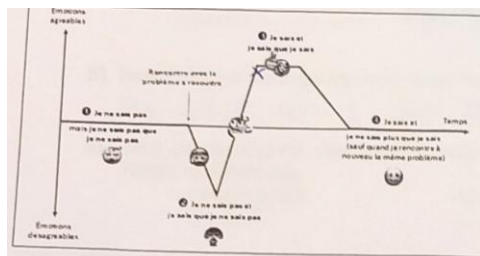 Émotions
agréables
❸ Je sais et
je sais que je sais
Rencontre avec le
problème à résoudre
❶ Je ne sais pas
mais je ne sais pas que
je ne sais pas
❹ Je sais et
Temps
je ne sais plus que je sais
(sauf quand je rencontre à
nouveau le même problème)
❷ Je ne sais pas et
je sais que je ne sais pas
Émotions
désagréables